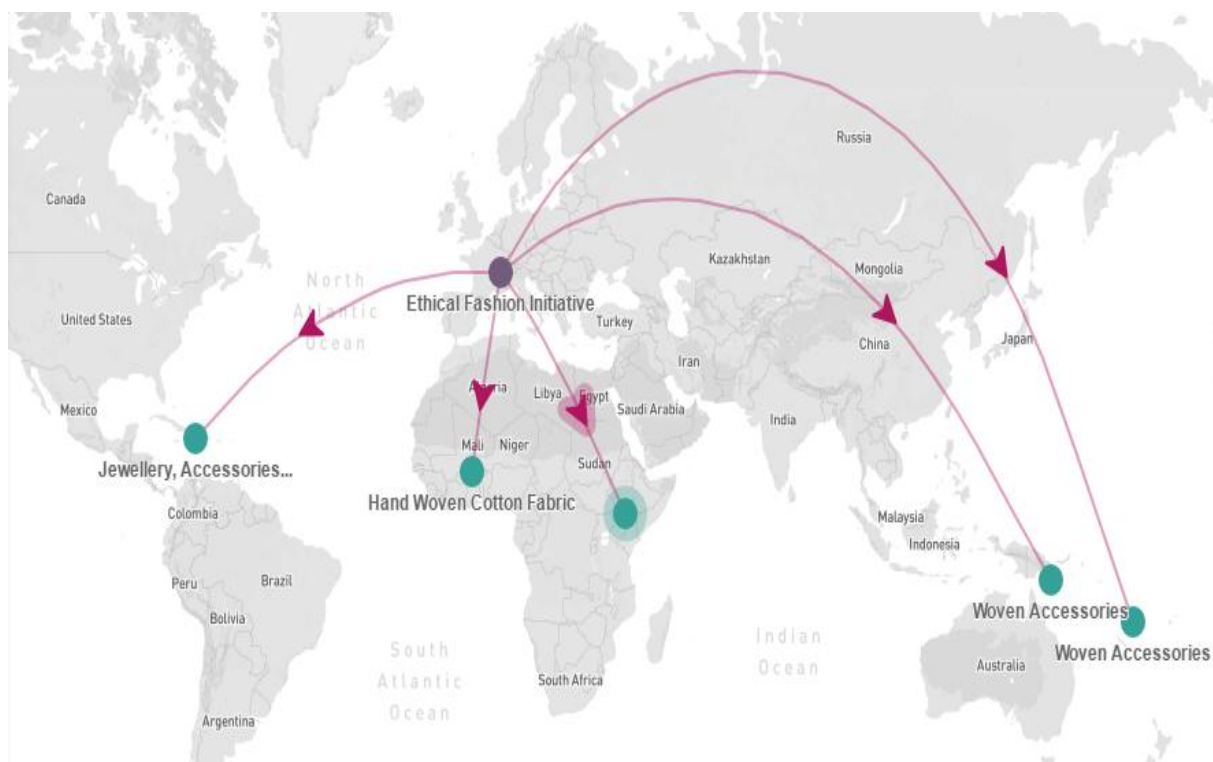 Russia
Canada
Kazakhstan
Mongolia
North
Atlantic
Ocean
Ethical Fashion Initiative
United States
Turkey
Japan
China
Iran
Algeria
Libya
Egypt
Mexico
Saudi Arabia
India
Mali
Niger
Jewellery, Accessories...
Sudan
Hand Woven Cotton Fabric
Colombia
Malaysia
Indonesia
Peru
Brazil
Woven Accessories
Bolivia
Woven Accessories
South
Atlantic
Ocean
Indian
Ocean
Australia
South Africa
Argentina